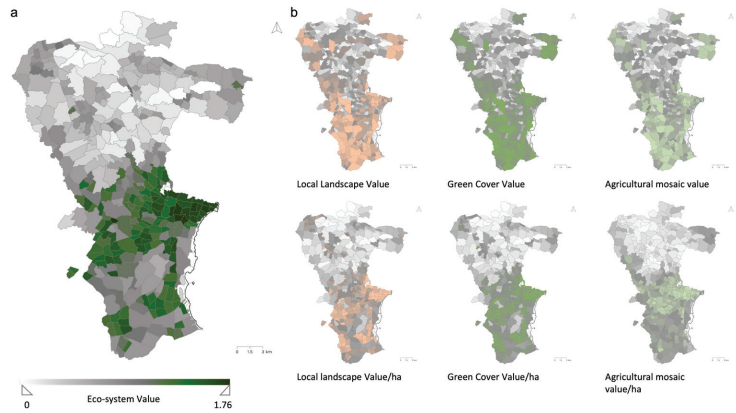 a
b
Local Landscape Value
Green Cover Value
Agricultural mosaic value
0 1.5 3 km
Eco-system Value
0
1.76
Local landscape Value/ha
Green Cover Value/ha
Agricultural mosaic
value/ha